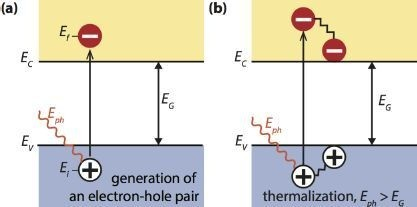 (a)
E_f
E_C
E_G
E_ph
E_V
E_i
generation of
an electron-hole pair
(b)
E_C
E_G
E_ph
E_V
thermalization, E_ph > E_G